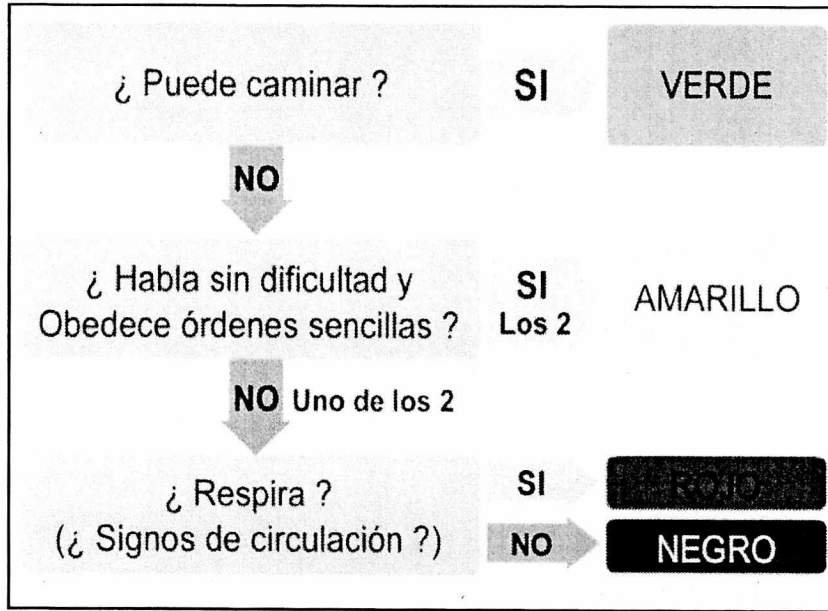 ¿ Puede caminar ?
SI
VERDE
NO
¿ Habla sin dificultad y
Obedece órdenes sencillas ?
SI
Los 2
AMARILLO
NO Uno de los 2
¿ Respira ?
(¿ Signos de circulación ?)
SI
ROJO
NO
NEGRO